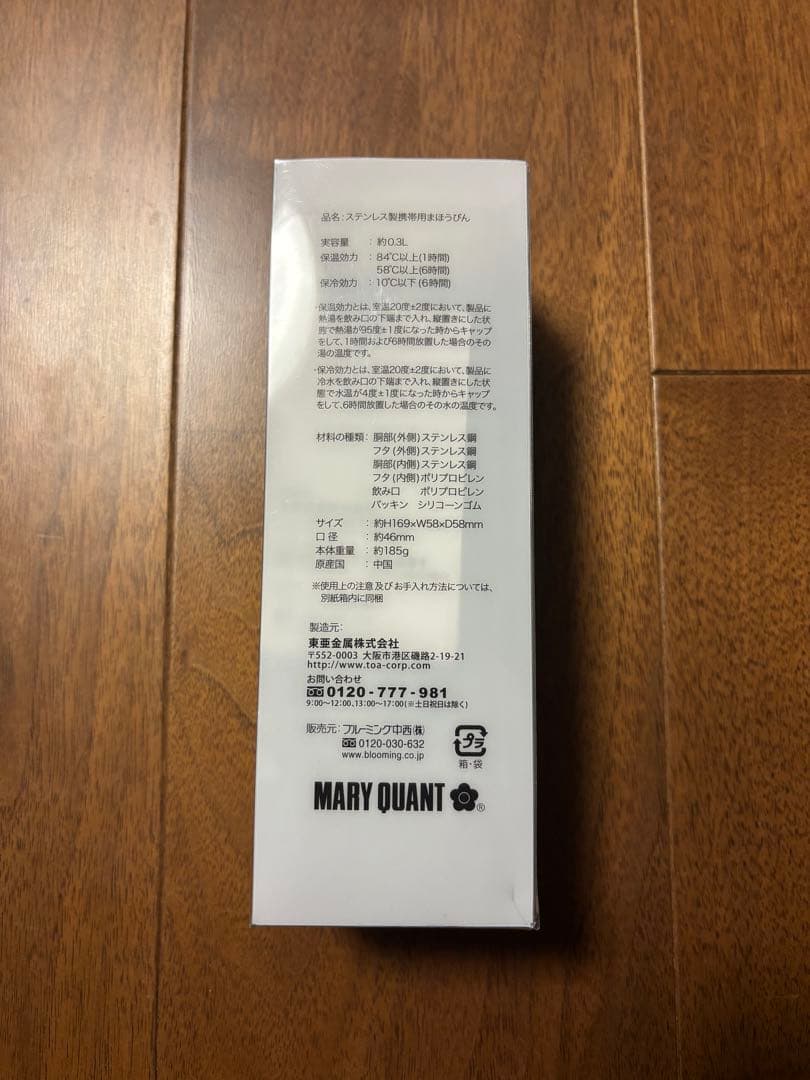 品名：ステンレス製携帯用まほうびん
実容量　：約0.3L
保温効力　：84℃以上(1時間)
58℃以上(6時間)
保冷効力　：10℃以下(6時間)
・保温効力とは、室温20度±2度において、製品に
熱湯を飲み口の下端まで入れ、縦置きにした状
態で熱湯が95度±1度になった時からキャップ
をして、1時間および6時間放置した場合のその
湯の温度です。
・保冷効力とは、室温20度±2度において、製品に
冷水を飲み口の下端まで入れ、縦置きにした状
態で水温が4度±1度になった時からキャップ
をして、6時間放置した場合のその水の温度です。
材料の種類：胴部(外側)ステンレス鋼
フタ(外側)ステンレス鋼
胴部(内側)ステンレス鋼
フタ(内側)ポリプロピレン
飲み口　ポリプロピレン
パッキン　シリコーンゴム
サイズ　：約H169×W58×D58mm
口径　：約46mm
本体重量　：約185g
原産国　：中国
※使用上の注意及びお手入れ方法については、
別紙箱内に同梱
製造元：
東亜金属株式会社
〒552-0003 大阪市港区磯路2-19-21
http://www.toa-corp.com
お問い合わせ
0120-777-981
9:00〜12:00、13:00〜17:00(※土日祝日は除く)
販売元：ブルーミング中西(株)
0120-030-632
www.blooming.co.jp
プラ
箱・袋
MARY QUANT ®